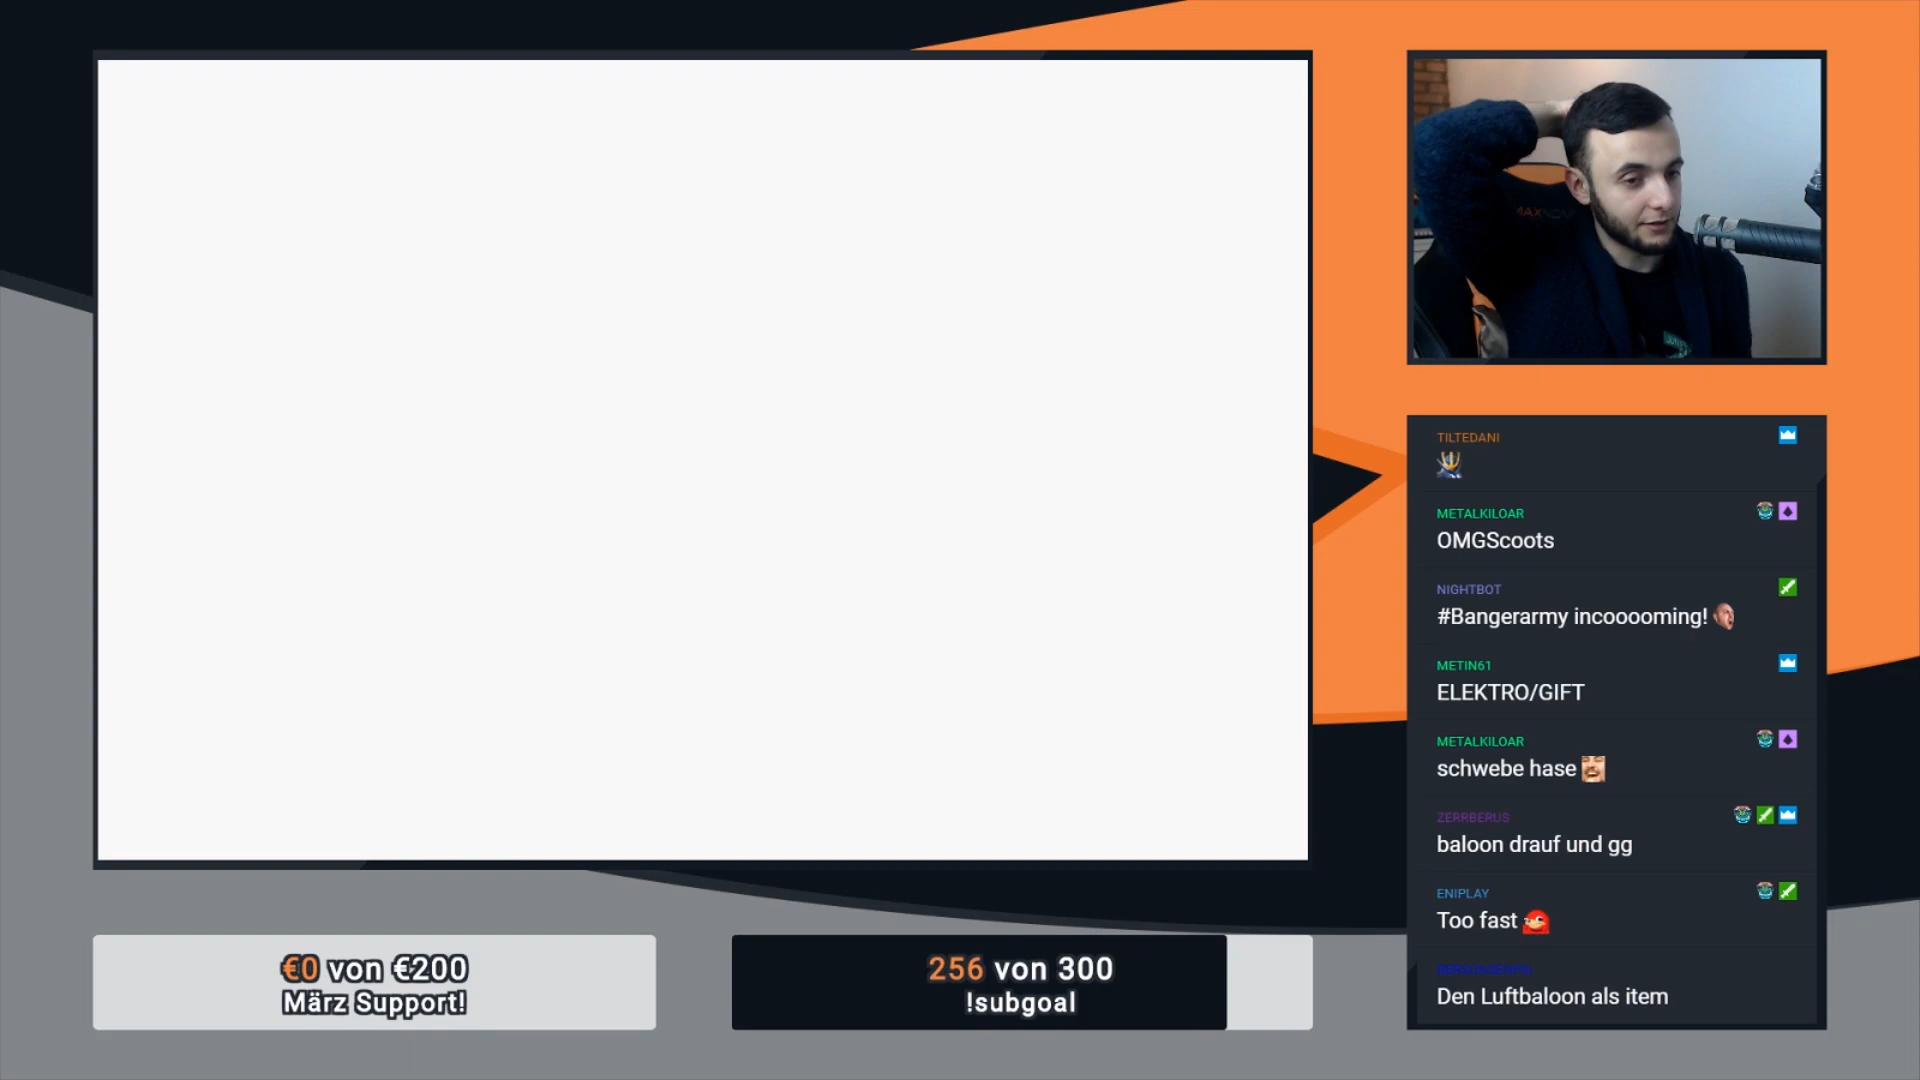 TILTEDANI
METALKILOAR
OMGScoots
NIGHTBOT
#Bangerarmy incooooming!
METIN61
ELEKTRO/GIFT
METALKILOAR
schwebe hase
ZERRBERUS
baloon drauf und gg
ENIPLAY
Too fast
Den Luftbaloon als item
€0 von €200
März Support!
256 von 300
!subgoal